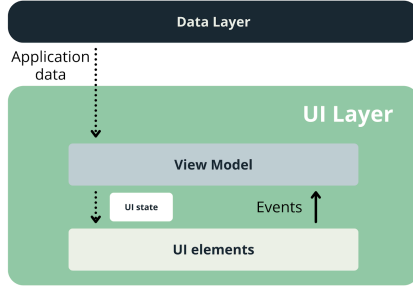 Data Layer
Application
data
UI Layer
View Model
UI state
Events
UI elements